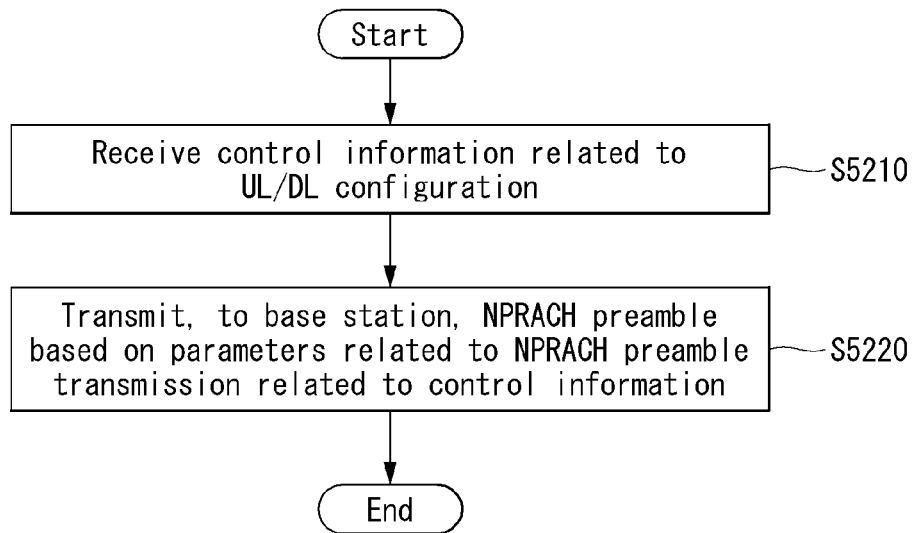 Start
Receive control information related to
UL/DL configuration
S5210
Transmit, to base station, NPRACH preamble
based on parameters related to NPRACH preamble
transmission related to control information
S5220
End